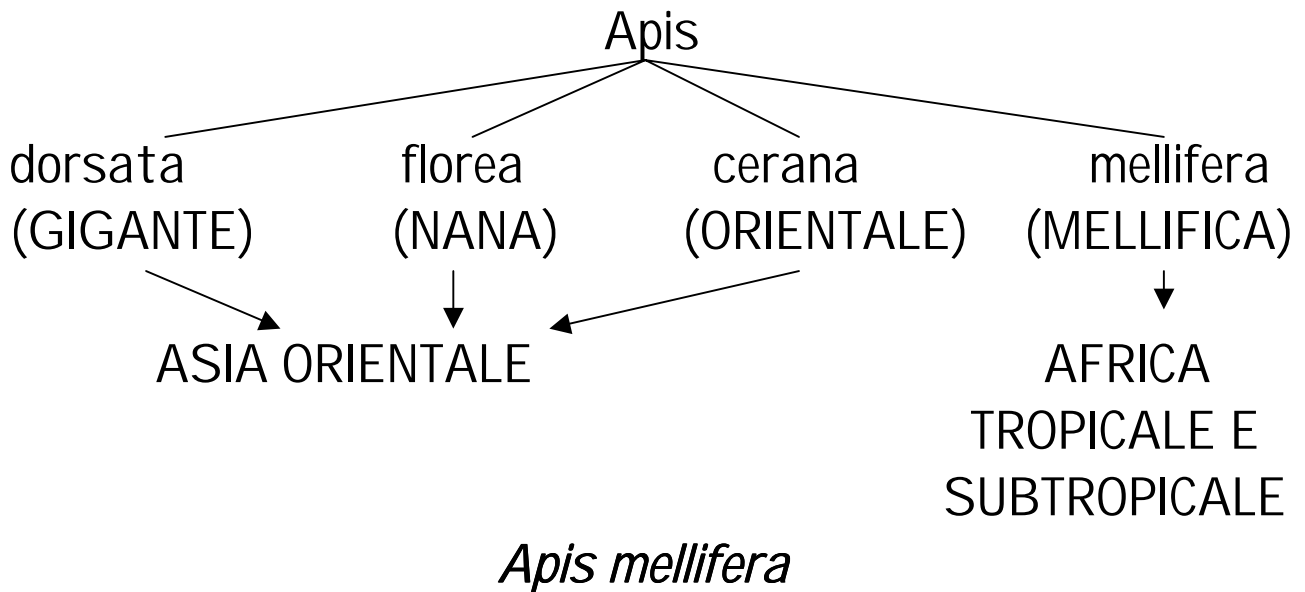 Apis
dorsata florea cerana mellifera
(GIGANTE) (NANA) (ORIENTALE) (MELLIFICA)
ASIA ORIENTALE AFRICA
TROPICALE E
SUBTROPICALE
Apis mellifera